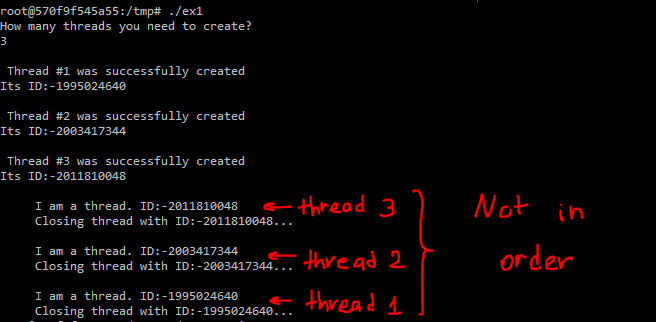 root@570f9f545a55:/tmp# ./ex1
How many threads you need to create?
3
Thread #1 was successfully created
Its ID:-1995024640
Thread #2 was successfully created
Its ID:-2003417344
Thread #3 was successfully created
Its ID:-2011810048
I am a thread. ID:-2011810048 ← thread 3
Closing thread with ID:-2011810048...
I am a thread. ID:-2003417344 ← thread 2
Closing thread with ID:-2003417344...
I am a thread. ID:-1995024640 ← thread 1
Closing thread with ID:-1995024640...
Not in
order